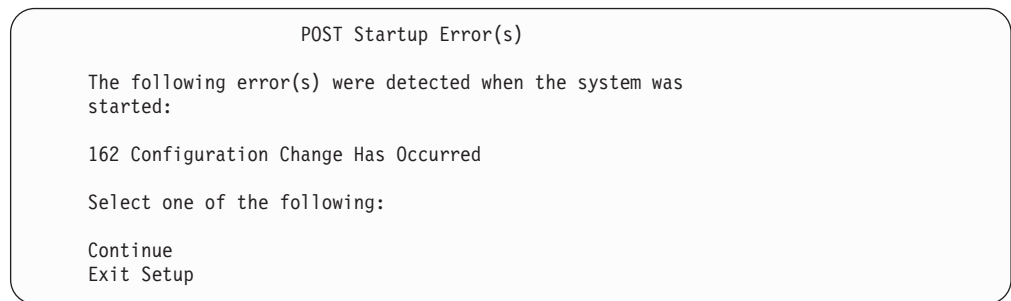 POST Startup Error(s)
The following error(s) were detected when the system was
started:
162 Configuration Change Has Occurred
Select one of the following:
Continue
Exit Setup